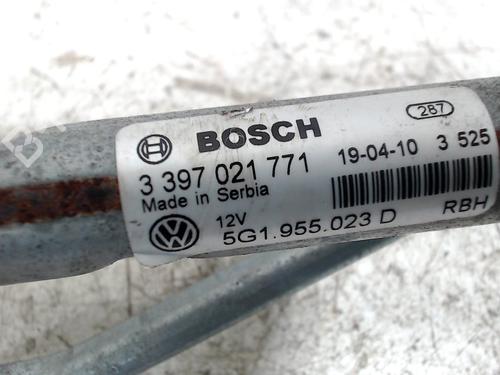 287
BOSCH
3 397 021 771
19-04-10 3 525
Made in Serbia
12V
5G1.955.023 D
RBH